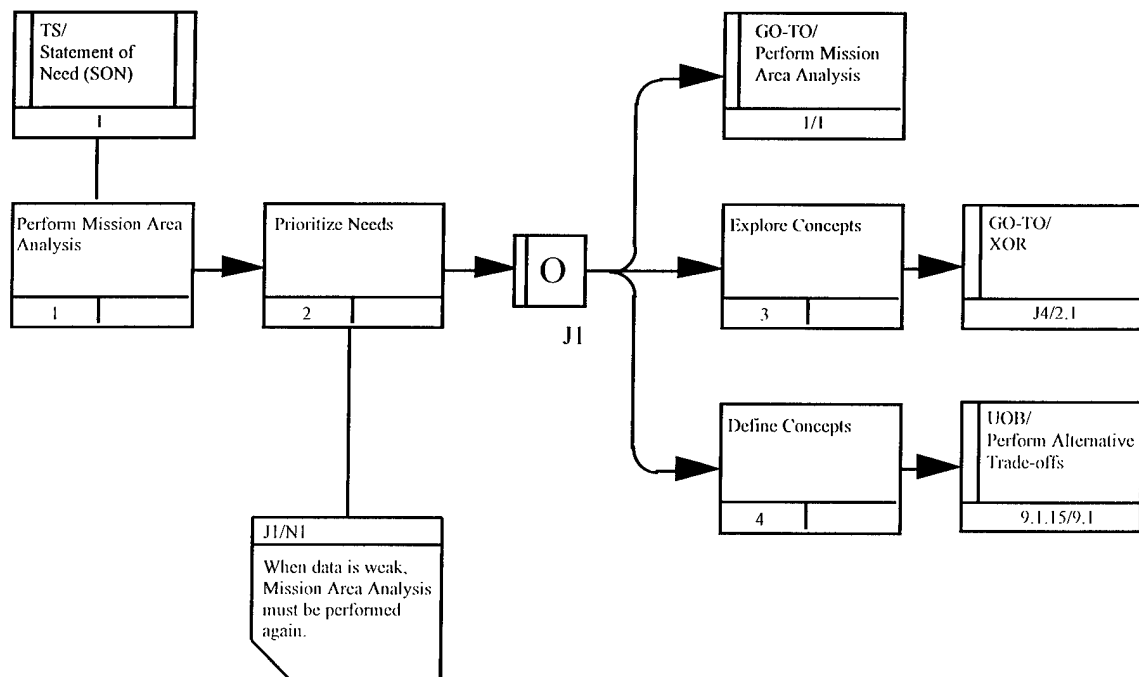 TS/
Statement of
Need (SON)
1
GO-TO/
Perform Mission
Area Analysis
1/1
Perform Mission Area
Analysis
1
Prioritize Needs
2
O
J1
Explore Concepts
3
GO-TO/
XOR
J4/2.1
Define Concepts
4
UOB/
Perform Alternative
Trade-offs
9.1.15/9.1
J1/N1
When data is weak,
Mission Area Analysis
must be performed
again.